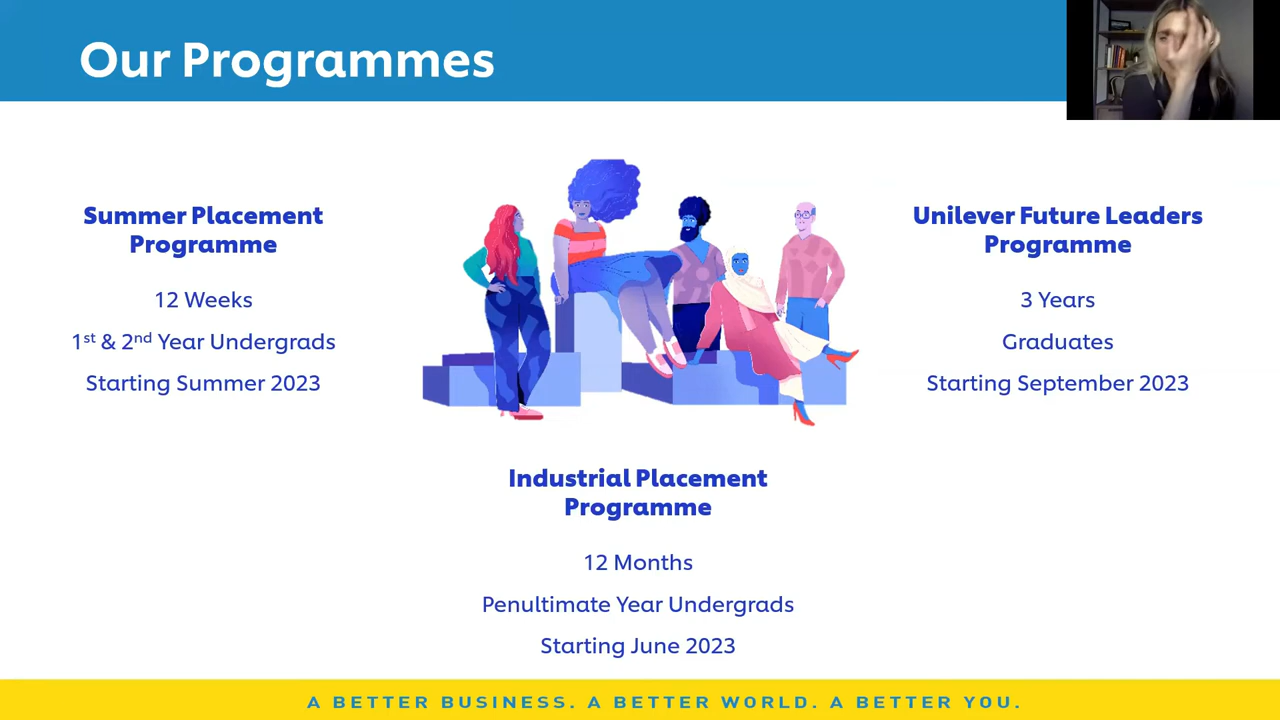 Our Programmes
Summer Placement
Programme
12 Weeks
1st & 2nd Year Undergrads
Starting Summer 2023
Unilever Future Leaders
Programme
3 Years
Graduates
Starting September 2023
Industrial Placement
Programme
12 Months
Penultimate Year Undergrads
Starting June 2023
A BETTER BUSINESS. A BETTER WORLD. A BETTER YOU.